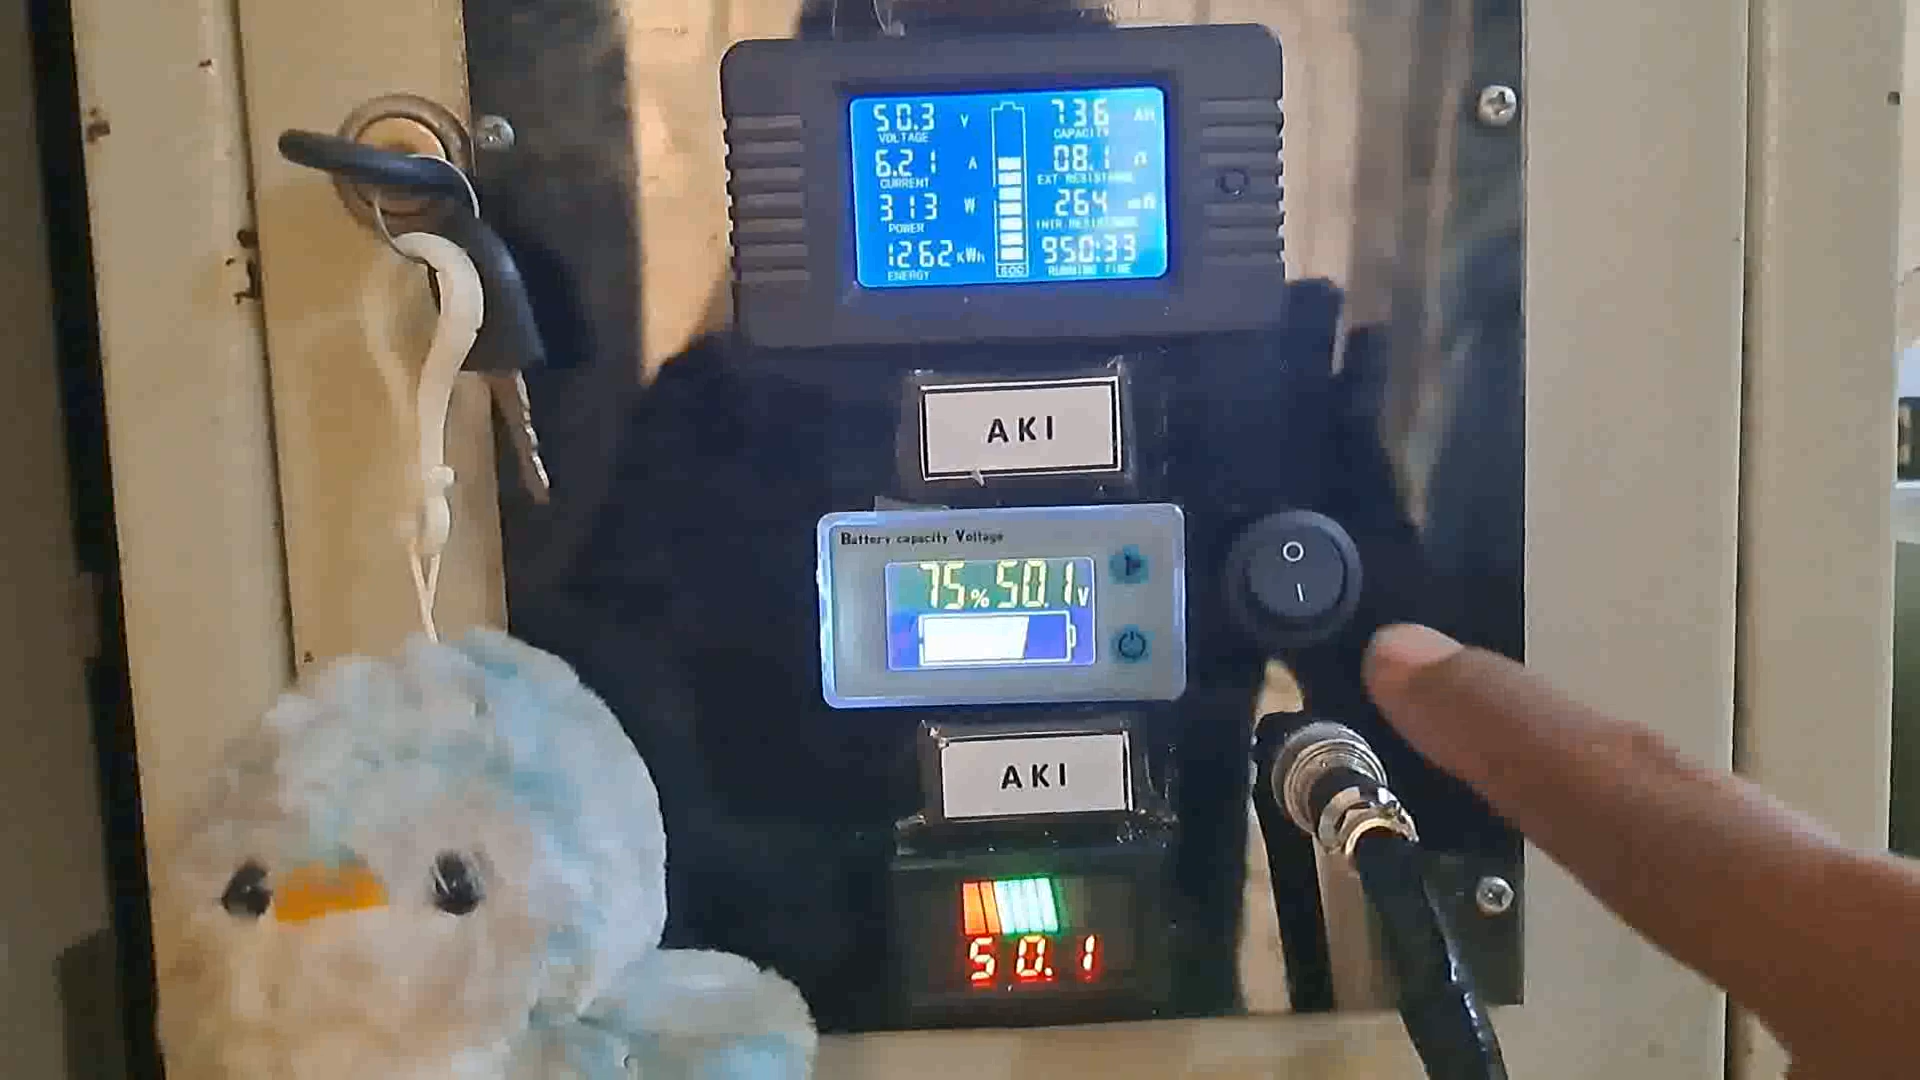 50.3 V 736 AH
VOLTAGE CAPACITY
6.21 A 08.1 Ω
CURRENT EXT RESISTANCE
313 W 264 mΩ
POWER INTR RESISTANCE
1262 kWh 950:33
ENERGY SOC RUNNING TIME
AKI
Battery capacity Voltage
75% 50.1V
O
I
AKI
50.1